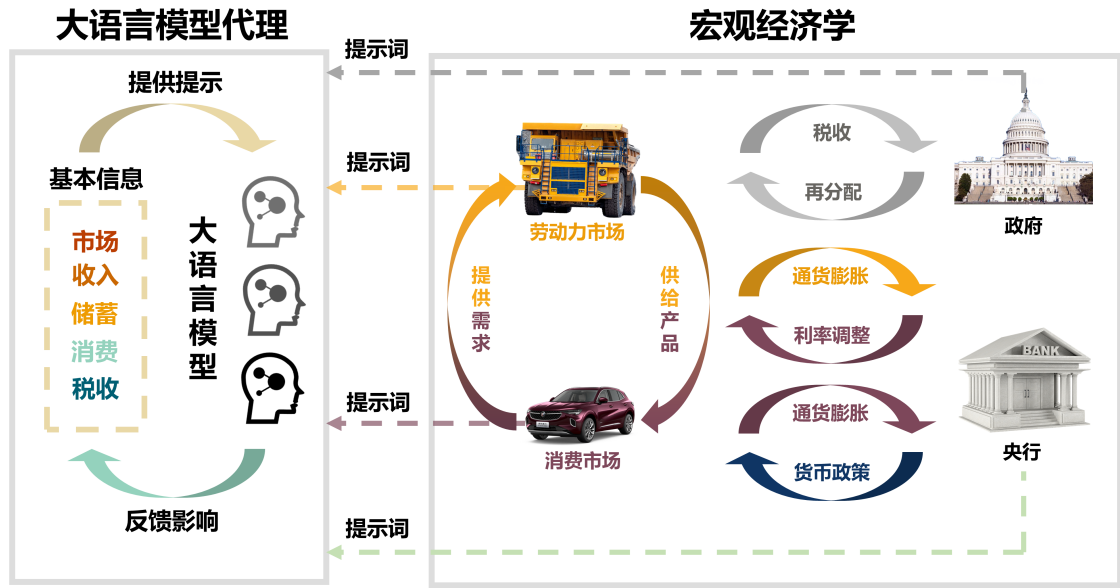 大语言模型代理
提供提示
基本信息
市场
收入
储蓄
消费
税收
大语言模型
反馈影响
提示词
提示词
提示词
提示词
宏观经济学
劳动力市场
提供需求
供给产品
消费市场
税收
再分配
政府
通货膨胀
利率调整
通货膨胀
货币政策
BANK
央行